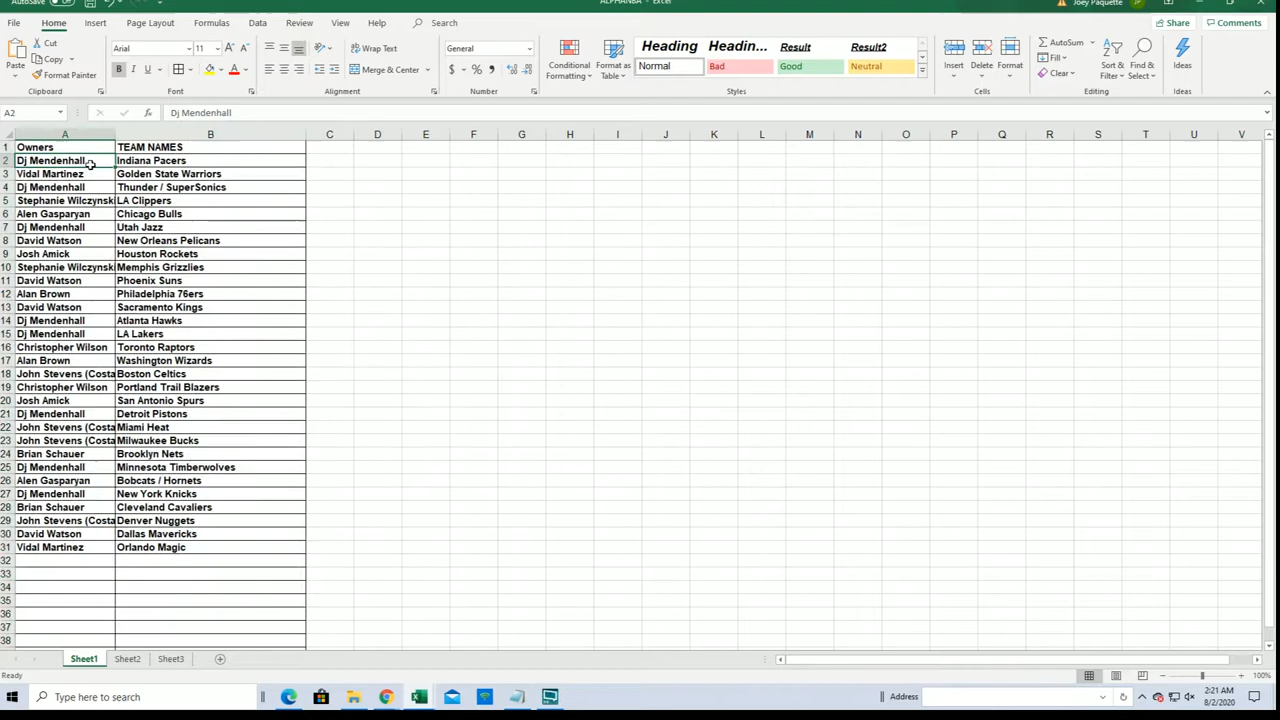 AutoSave Off ALPHANBA - Excel Joey Paquette JP
File Home Insert Page Layout Formulas Data Review View Help Search Share Comments
Paste Cut Copy Format Painter Clipboard
Arial 11 A A B I U A Font
Wrap Text Merge & Center Alignment
General $ % , Number
Conditional Formatting Format as Table
Heading Headin... Result Result2
Normal Bad Good Neutral Styles
Insert Delete Format Cells
AutoSum Fill Clear Sort & Filter Find & Select Editing
Ideas Ideas
A2 fx Dj Mendenhall
A B C D E F G H I J K L M N O P Q R S T U V
1 Owners TEAM NAMES
2 Dj Mendenhall Indiana Pacers
3 Vidal Martinez Golden State Warriors
4 Dj Mendenhall Thunder / SuperSonics
5 Stephanie Wilczynsk LA Clippers
6 Alen Gasparyan Chicago Bulls
7 Dj Mendenhall Utah Jazz
8 David Watson New Orleans Pelicans
9 Josh Amick Houston Rockets
10 Stephanie Wilczynsk Memphis Grizzlies
11 David Watson Phoenix Suns
12 Alan Brown Philadelphia 76ers
13 David Watson Sacramento Kings
14 Dj Mendenhall Atlanta Hawks
15 Dj Mendenhall LA Lakers
16 Christopher Wilson Toronto Raptors
17 Alan Brown Washington Wizards
18 John Stevens (Costa Boston Celtics
19 Christopher Wilson Portland Trail Blazers
20 Josh Amick San Antonio Spurs
21 Dj Mendenhall Detroit Pistons
22 John Stevens (Costa Miami Heat
23 John Stevens (Costa Milwaukee Bucks
24 Brian Schauer Brooklyn Nets
25 Dj Mendenhall Minnesota Timberwolves
26 Alen Gasparyan Bobcats / Hornets
27 Dj Mendenhall New York Knicks
28 Brian Schauer Cleveland Cavaliers
29 John Stevens (Costa Denver Nuggets
30 David Watson Dallas Mavericks
31 Vidal Martinez Orlando Magic
32
33
34
35
36
37
38
Sheet1 Sheet2 Sheet3
Ready 100%
Type here to search Address 2:21 AM
8/2/2020